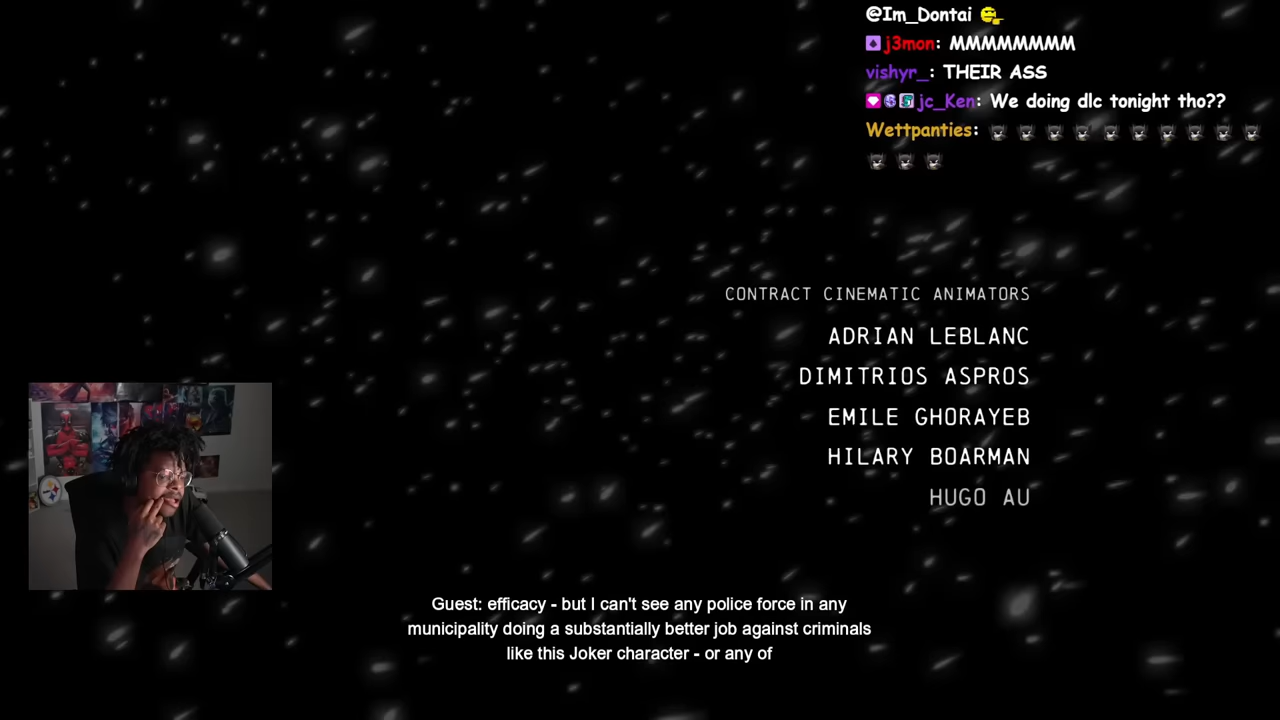 @Im_Dontai
j3mon: MMMMMMMM
vishyr_: THEIR ASS
jc_Ken: We doing dlc tonight tho??
Wettpanties:
CONTRACT CINEMATIC ANIMATORS
ADRIAN LEBLANC
DIMITRIOS ASPROS
EMILE GHORAYEB
HILARY BOARMAN
HUGO AU
Guest: efficacy - but I can't see any police force in any
municipality doing a substantially better job against criminals
like this Joker character - or any of